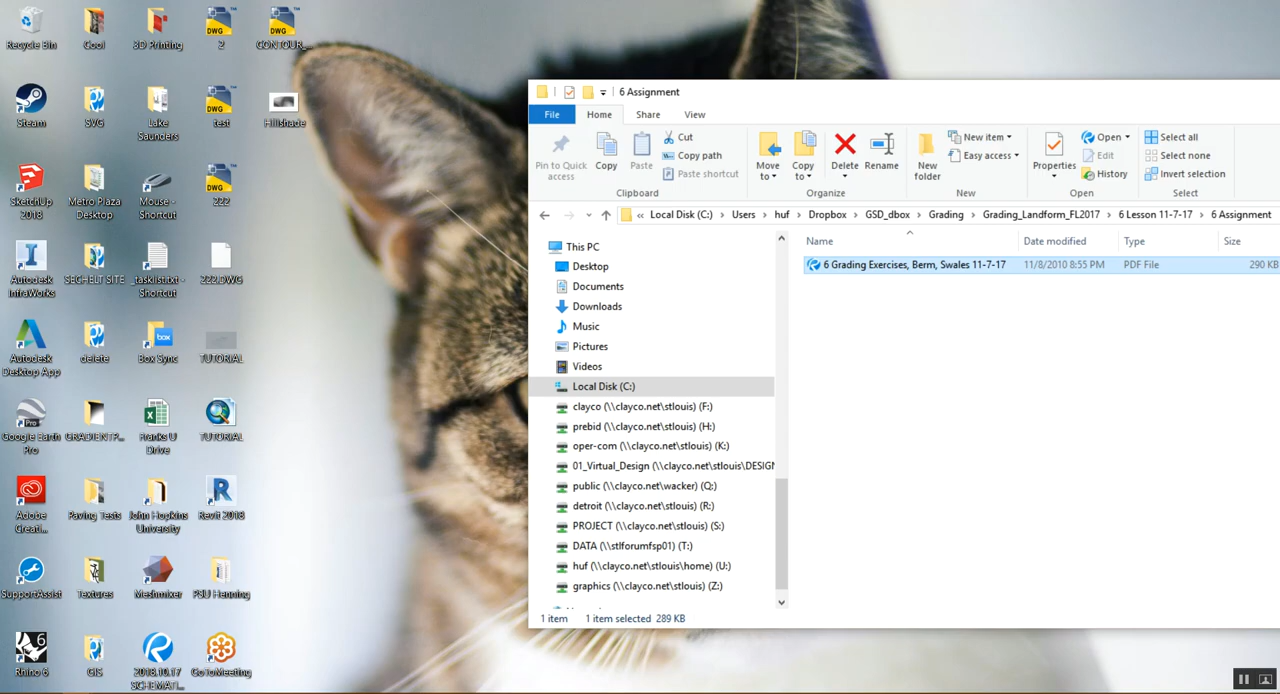 Recycle Bin
Cool
3D Printing
DWG
2
DWG
CONTOUR_...
Steam
SVG
Lake
Saunders
DWG
test
Hillshade
SketchUp
2018
Metro Plaza
Desktop
Mouse -
Shortcut
DWG
222
Autodesk
InfraWorks
SECHELT SITE
_tasklistrixt -
Shortcut
222.DWG
Autodesk
Desktop App
delete
box
Box Sync
TUTORIAL
Pro
Google Earth
Pro
GRADIENTP...
Franks U
Drive
TUTORIAL
Adobe
Creati...
Paving Tests
John Hopkins
University
Revit 2018
SupportAssist
Textures
Meshmixer
PSU Henning
6
Rhino 6
GIS
2018.10.17
SCHEMATI...
GoToMeeting
6 Assignment
File
Home
Share
View
Pin to Quick
access
Copy
Paste
Cut
Copy path
Paste shortcut
Clipboard
Move
to
Copy
to
Delete
Rename
Organize
New
folder
New item
Easy access
New
Properties
Open
Edit
History
Open
Select all
Select none
Invert selection
Select
« Local Disk (C:) › Users › huf › Dropbox › GSD_dbox › Grading › Grading_Landform_FL2017 › 6 Lesson 11-7-17 › 6 Assignment
This PC
Desktop
Documents
Downloads
Music
Pictures
Videos
Local Disk (C:)
clayco (\\clayco.net\stlouis) (F:)
prebid (\\clayco.net\stlouis) (H:)
oper-com (\\clayco.net\stlouis) (K:)
01_Virtual_Design (\\clayco.net\stlouis\DESIGN
public (\\clayco.net\wacker) (Q:)
detroit (\\clayco.net\stlouis) (R:)
PROJECT (\\clayco.net\stlouis) (S:)
DATA (\\stlforumfsp01) (T:)
huf (\\clayco.net\stlouis\home) (U:)
graphics (\\clayco.net\stlouis) (Z:)
Name
Date modified
Type
Size
6 Grading Exercises, Berm, Swales 11-7-17
11/8/2010 8:55 PM
PDF File
290 KB
1 item
1 item selected 289 KB